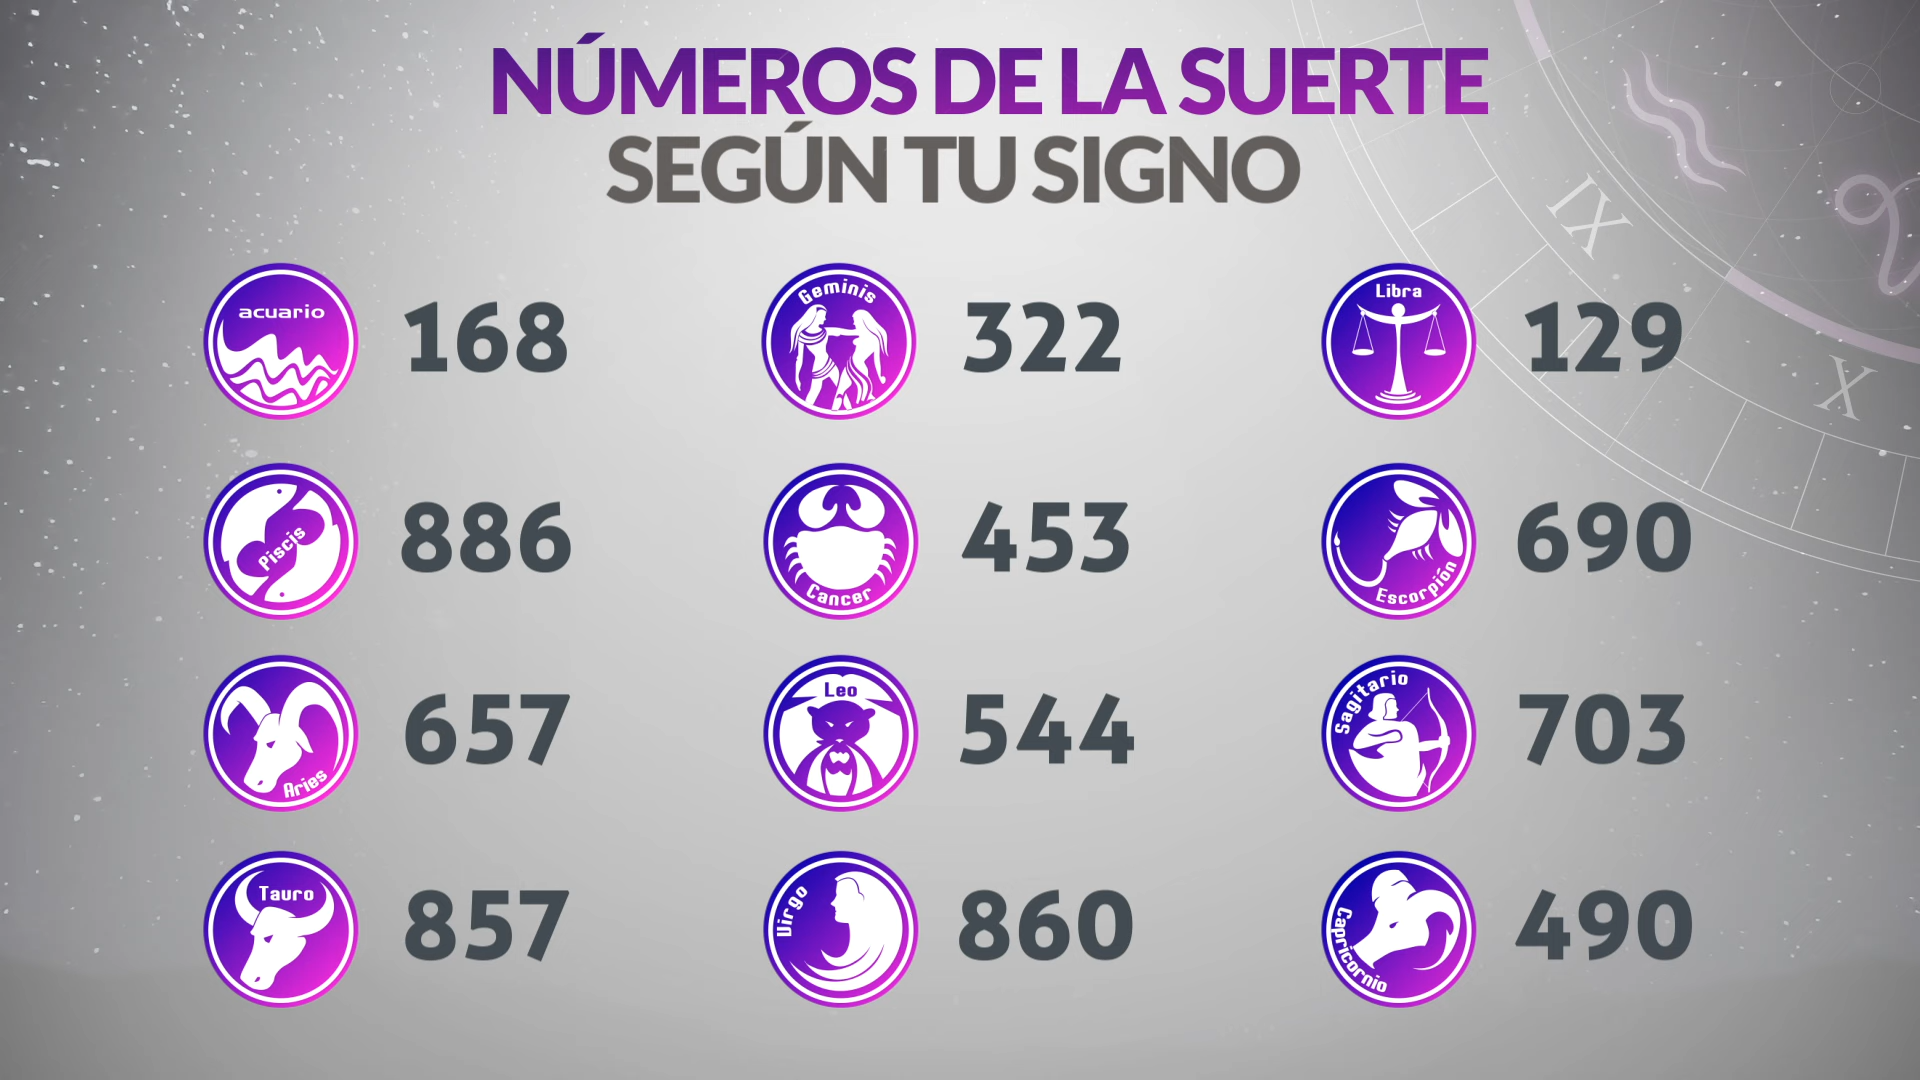 NÚMEROS DE LA SUERTE
SEGÚN TU SIGNO
acuario 168
Geminis 322
Libra 129
Piscis 886
Cancer 453
Escorpión 690
Aries 657
Leo 544
Sagitario 703
Tauro 857
Virgo 860
Capricornio 490
IX
X